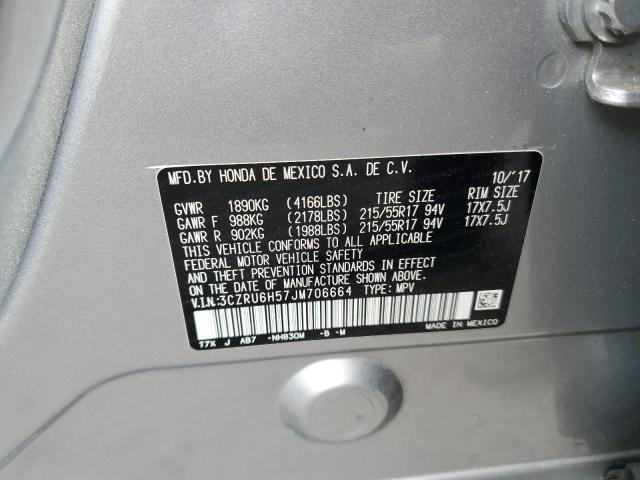 MFD.BY HONDA DE MEXICO S.A. DE C.V. 10/'17
TIRE SIZE RIM SIZE
GVWR 1890KG (4166LBS)
GAWR F 988KG (2178LBS) 215/55R17 94V 17X7.5J
GAWR R 902KG (1988LBS) 215/55R17 94V 17X7.5J
THIS VEHICLE CONFORMS TO ALL APPLICABLE
FEDERAL MOTOR VEHICLE SAFETY
AND THEFT PREVENTION STANDARDS IN EFFECT
ON THE DATE OF MANUFACTURE SHOWN ABOVE.
V.I.N:3CZRU6H57JM706664 TYPE: MPV
MADE IN MEXICO
T7X J AB7 -NH830M -B -M